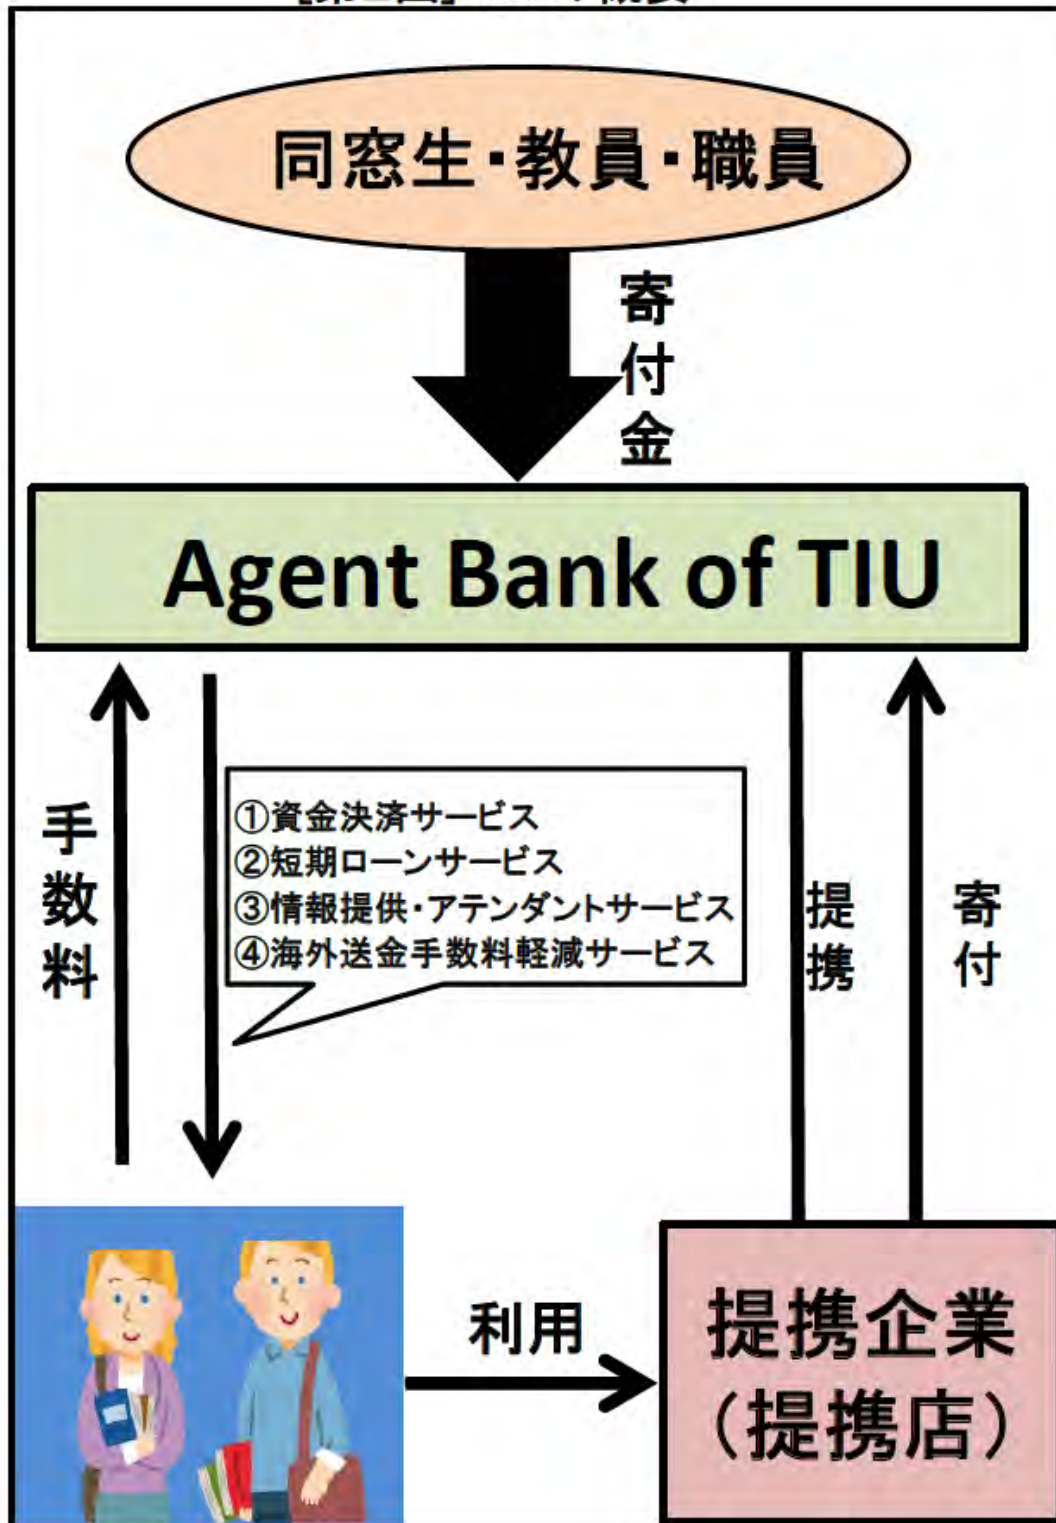 同窓生・教員・職員
寄付金
Agent Bank of TIU
手数料
①資金決済サービス
②短期ローンサービス
③情報提供・アテンダントサービス
④海外送金手数料軽減サービス
提携
寄付
利用
提携企業
（提携店）